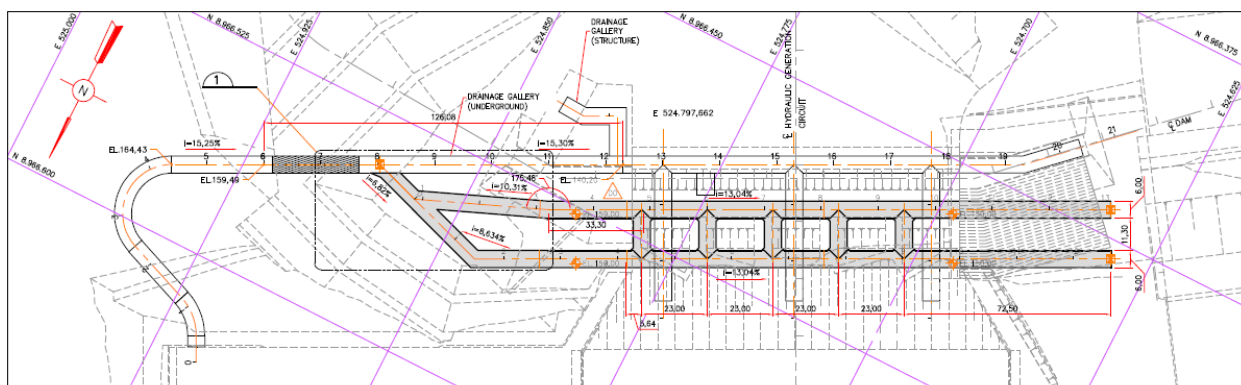 E 525.000
N 8.966.525
E 524.925
E 524.850
N 8.966.450
E 524.775
E 524.700
N 8.966.375
E 524.625
DRAINAGE
GALLERY
(STRUCTURE)
N
1
DRAINAGE GALLERY
(UNDERGROUND)
126,08
E 524.797,662
HYDRAULIC GENERATION
CIRCUIT
DAM
21
20
N 8.966.600
EL.164,43
i=15,25%
i=15,30%
4
5
6
7
8
9
10
11
12
13
14
15
16
17
18
19
EL.159,49
i=6,82%
175,48
i=10,31%
i=13,04%
33,30
i=8,634%
i=13,04%
6,00
11,30
6,00
23,00
23,00
23,00
23,00
72,50
5,64
0